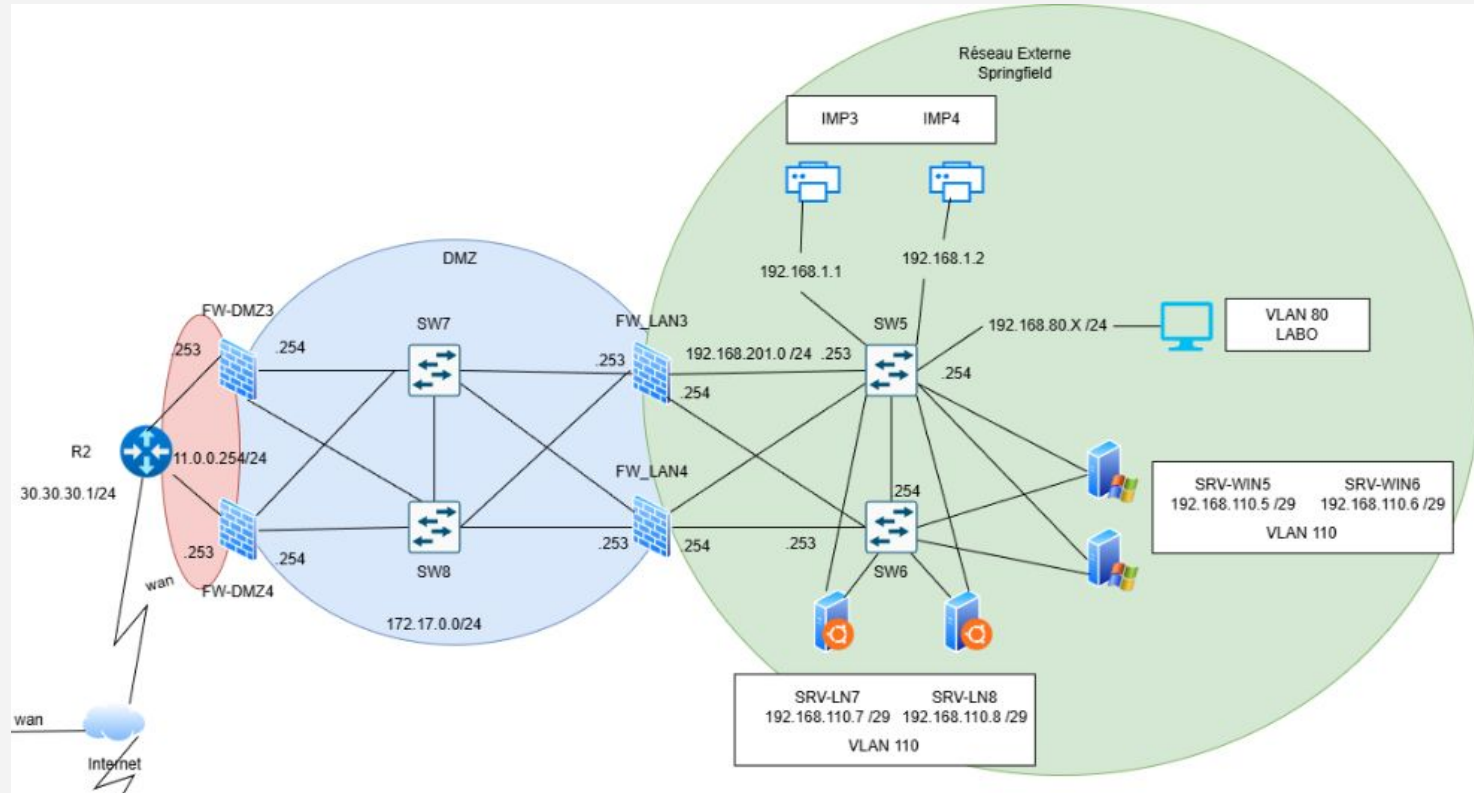 Réseau Externe
Springfield
IMP3 IMP4
192.168.1.1
192.168.1.2
DMZ
FW-DMZ3
.253
.254
SW7
FW_LAN3
.253
192.168.201.0 /24
.253
.254
SW5
192.168.80.X /24
.254
VLAN 80
LABO
R2
11.0.0.254/24
30.30.30.1/24
FW_LAN4
.254
SRV-WIN5 SRV-WIN6
192.168.110.5 /29 192.168.110.6 /29
VLAN 110
.253
.254
FW-DMZ4
SW8
.253
.254
.253
SW6
wan
172.17.0.0/24
SRV-LN7 SRV-LN8
192.168.110.7 /29 192.168.110.8 /29
VLAN 110
wan
Internet